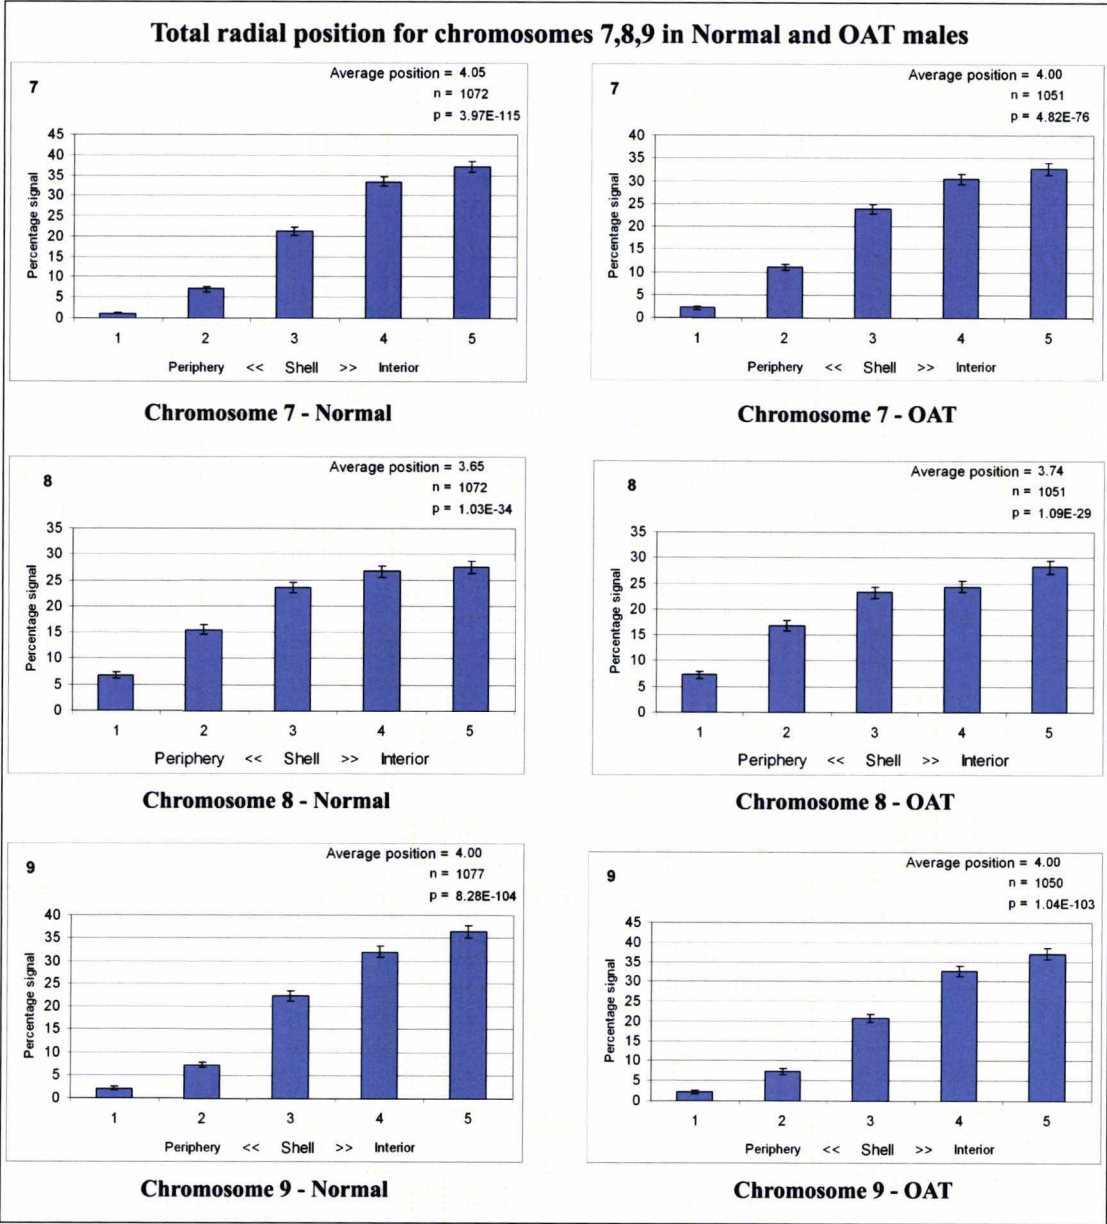 Total radial position for chromosomes 7,8,9 in Normal and OAT males
7
Average position = 4.05
n = 1072
p = 3.97E-115
Percentage signal
45
40
35
30
25
20
15
10
5
0
1 2 3 4 5
Periphery << Shell >> Interior
Chromosome 7 - Normal
7
Average position = 4.00
n = 1051
p = 4.82E-76
Percentage signal
40
35
30
25
20
15
10
5
0
1 2 3 4 5
Periphery << Shell >> Interior
Chromosome 7 - OAT
8
Average position = 3.65
n = 1072
p = 1.03E-34
Percentage signal
35
30
25
20
15
10
5
0
1 2 3 4 5
Periphery << Shell >> Interior
Chromosome 8 - Normal
8
Average position = 3.74
n = 1051
p = 1.09E-29
Percentage signal
35
30
25
20
15
10
5
0
1 2 3 4 5
Periphery << Shell >> Interior
Chromosome 8 - OAT
9
Average position = 4.00
n = 1077
p = 8.28E-104
Percentage signal
40
35
30
25
20
15
10
5
0
1 2 3 4 5
Periphery << Shell >> Interior
Chromosome 9 - Normal
9
Average position = 4.00
n = 1050
p = 1.04E-103
Percentage signal
45
40
35
30
25
20
15
10
5
0
1 2 3 4 5
Periphery << Shell >> Interior
Chromosome 9 - OAT